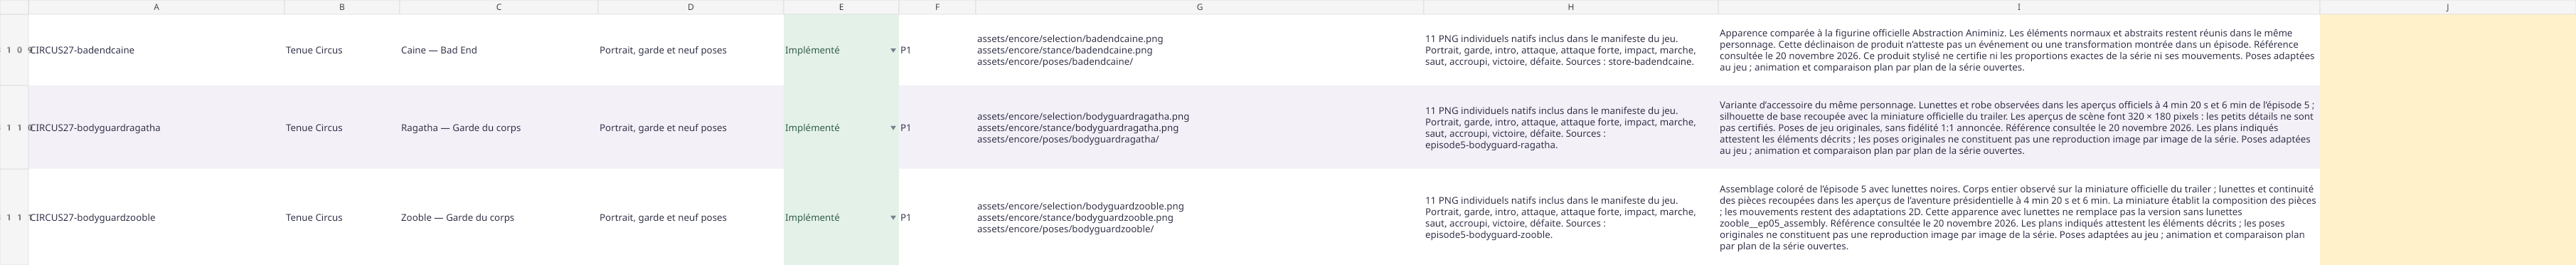 A B C D E F G H I J
109 CIRCUS27-badendcaine Tenue Circus Caine — Bad End Portrait, garde et neuf poses Implémenté P1
assets/encore/selection/badendcaine.png
assets/encore/stance/badendcaine.png
assets/encore/poses/badendcaine/
11 PNG individuels natifs inclus dans le manifeste du jeu.
Portrait, garde, intro, attaque, attaque forte, impact, marche,
saut, accroupi, victoire, défaite. Sources : store-badendcaine.
Apparence comparée à la figurine officielle Abstraction Animiniz. Les éléments normaux et abstraits restent réunis dans le même
personnage. Cette déclinaison de produit n’atteste pas un événement ou une transformation montrée dans un épisode. Référence
consultée le 20 novembre 2026. Ce produit stylisé ne certifie ni les proportions exactes de la série ni ses mouvements. Poses adaptées
au jeu ; animation et comparaison plan par plan de la série ouvertes.
110 CIRCUS27-bodyguardragatha Tenue Circus Ragatha — Garde du corps Portrait, garde et neuf poses Implémenté P1
assets/encore/selection/bodyguardragatha.png
assets/encore/stance/bodyguardragatha.png
assets/encore/poses/bodyguardragatha/
11 PNG individuels natifs inclus dans le manifeste du jeu.
Portrait, garde, intro, attaque, attaque forte, impact, marche,
saut, accroupi, victoire, défaite. Sources :
episode5-bodyguard-ragatha.
Variante d’accessoire du même personnage. Lunettes et robe observées dans les aperçus officiels à 4 min 20 s et 6 min de l’épisode 5 ;
silhouette de base recoupée avec la miniature officielle du trailer. Les aperçus de scène font 320 × 180 pixels : les petits détails ne sont
pas certifiés. Poses de jeu originales, sans fidélité 1:1 annoncée. Référence consultée le 20 novembre 2026. Les plans indiqués
attestent les éléments décrits ; les poses originales ne constituent pas une reproduction image par image de la série. Poses adaptées
au jeu ; animation et comparaison plan par plan de la série ouvertes.
111 CIRCUS27-bodyguardzooble Tenue Circus Zooble — Garde du corps Portrait, garde et neuf poses Implémenté P1
assets/encore/selection/bodyguardzooble.png
assets/encore/stance/bodyguardzooble.png
assets/encore/poses/bodyguardzooble/
11 PNG individuels natifs inclus dans le manifeste du jeu.
Portrait, garde, intro, attaque, attaque forte, impact, marche,
saut, accroupi, victoire, défaite. Sources :
episode5-bodyguard-zooble.
Assemblage coloré de l’épisode 5 avec lunettes noires. Corps entier observé sur la miniature officielle du trailer ; lunettes et continuité
des pièces recoupées dans les aperçus de l’aventure présidentielle à 4 min 20 s et 6 min. La miniature établit la composition des pièces
; les mouvements restent des adaptations 2D. Cette apparence avec lunettes ne remplace pas la version sans lunettes
zooble__ep05_assembly. Référence consultée le 20 novembre 2026. Les plans indiqués attestent les éléments décrits ; les poses
originales ne constituent pas une reproduction image par image de la série. Poses adaptées au jeu ; animation et comparaison plan
par plan de la série ouvertes.